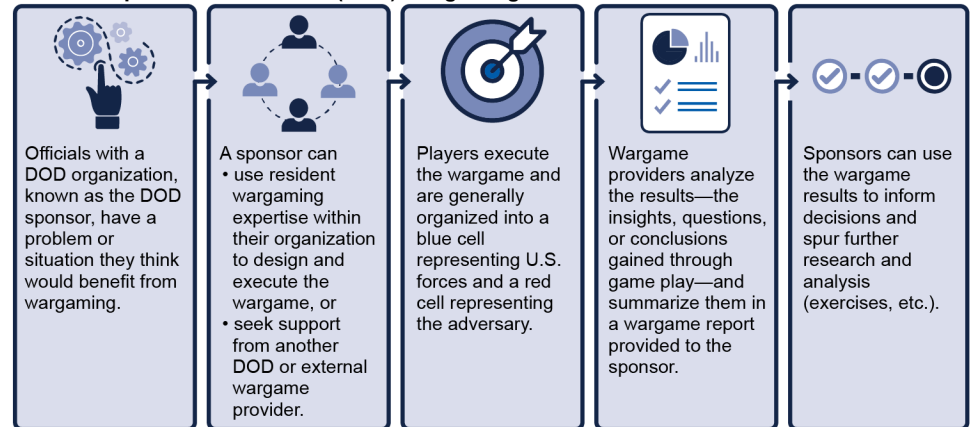 Officials with a
DOD organization,
known as the DOD
sponsor, have a
problem or
situation they think
would benefit from
wargaming.
A sponsor can
• use resident
wargaming
expertise within
their organization
to design and
execute the
wargame, or
• seek support
from another
DOD or external
wargame
provider.
Players execute
the wargame and
are generally
organized into a
blue cell
representing U.S.
forces and a red
cell representing
the adversary.
Wargame
providers analyze
the results—the
insights, questions,
or conclusions
gained through
game play—and
summarize them in
a wargame report
provided to the
sponsor.
Sponsors can use
the wargame
results to inform
decisions and
spur further
research and
analysis
(exercises, etc.).